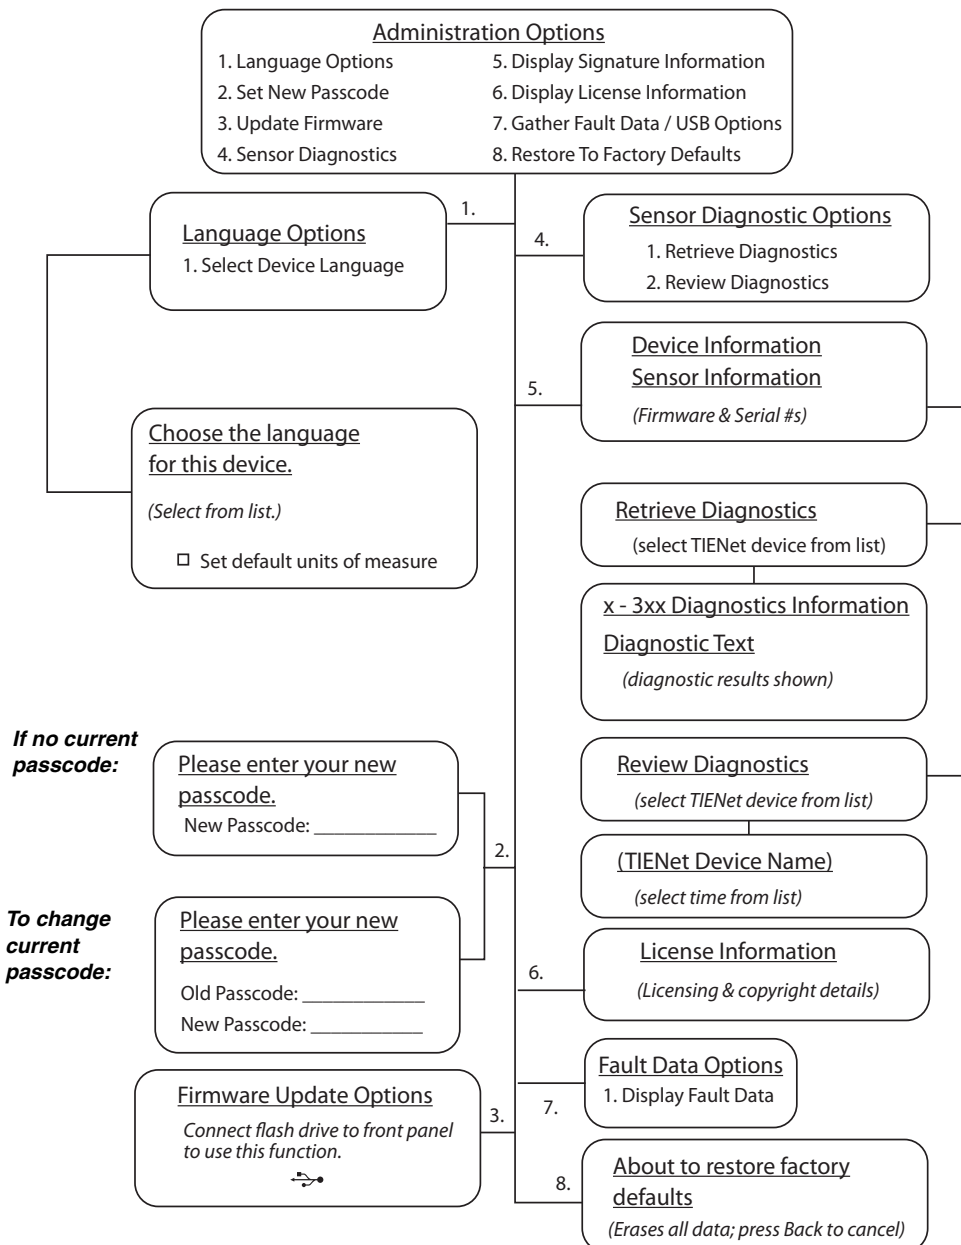 Administration Options
1. Language Options
2. Set New Passcode
3. Update Firmware
4. Sensor Diagnostics
5. Display Signature Information
6. Display License Information
7. Gather Fault Data / USB Options
8. Restore To Factory Defaults
1.
Language Options
1. Select Device Language
Choose the language
for this device.
(Select from list.)
Set default units of measure
If no current
passcode:
Please enter your new
passcode.
New Passcode: ____________
2.
To change
current
passcode:
Please enter your new
passcode.
Old Passcode: ____________
New Passcode: ___________
Firmware Update Options
Connect flash drive to front panel
to use this function.
3.
4.
Sensor Diagnostic Options
1. Retrieve Diagnostics
2. Review Diagnostics
5.
Device Information
Sensor Information
(Firmware & Serial #s)
Retrieve Diagnostics
(select TIENet device from list)
x - 3xx Diagnostics Information
Diagnostic Text
(diagnostic results shown)
Review Diagnostics
(select TIENet device from list)
(TIENet Device Name)
(select time from list)
6.
License Information
(Licensing & copyright details)
7.
Fault Data Options
1. Display Fault Data
8.
About to restore factory
defaults
(Erases all data; press Back to cancel)